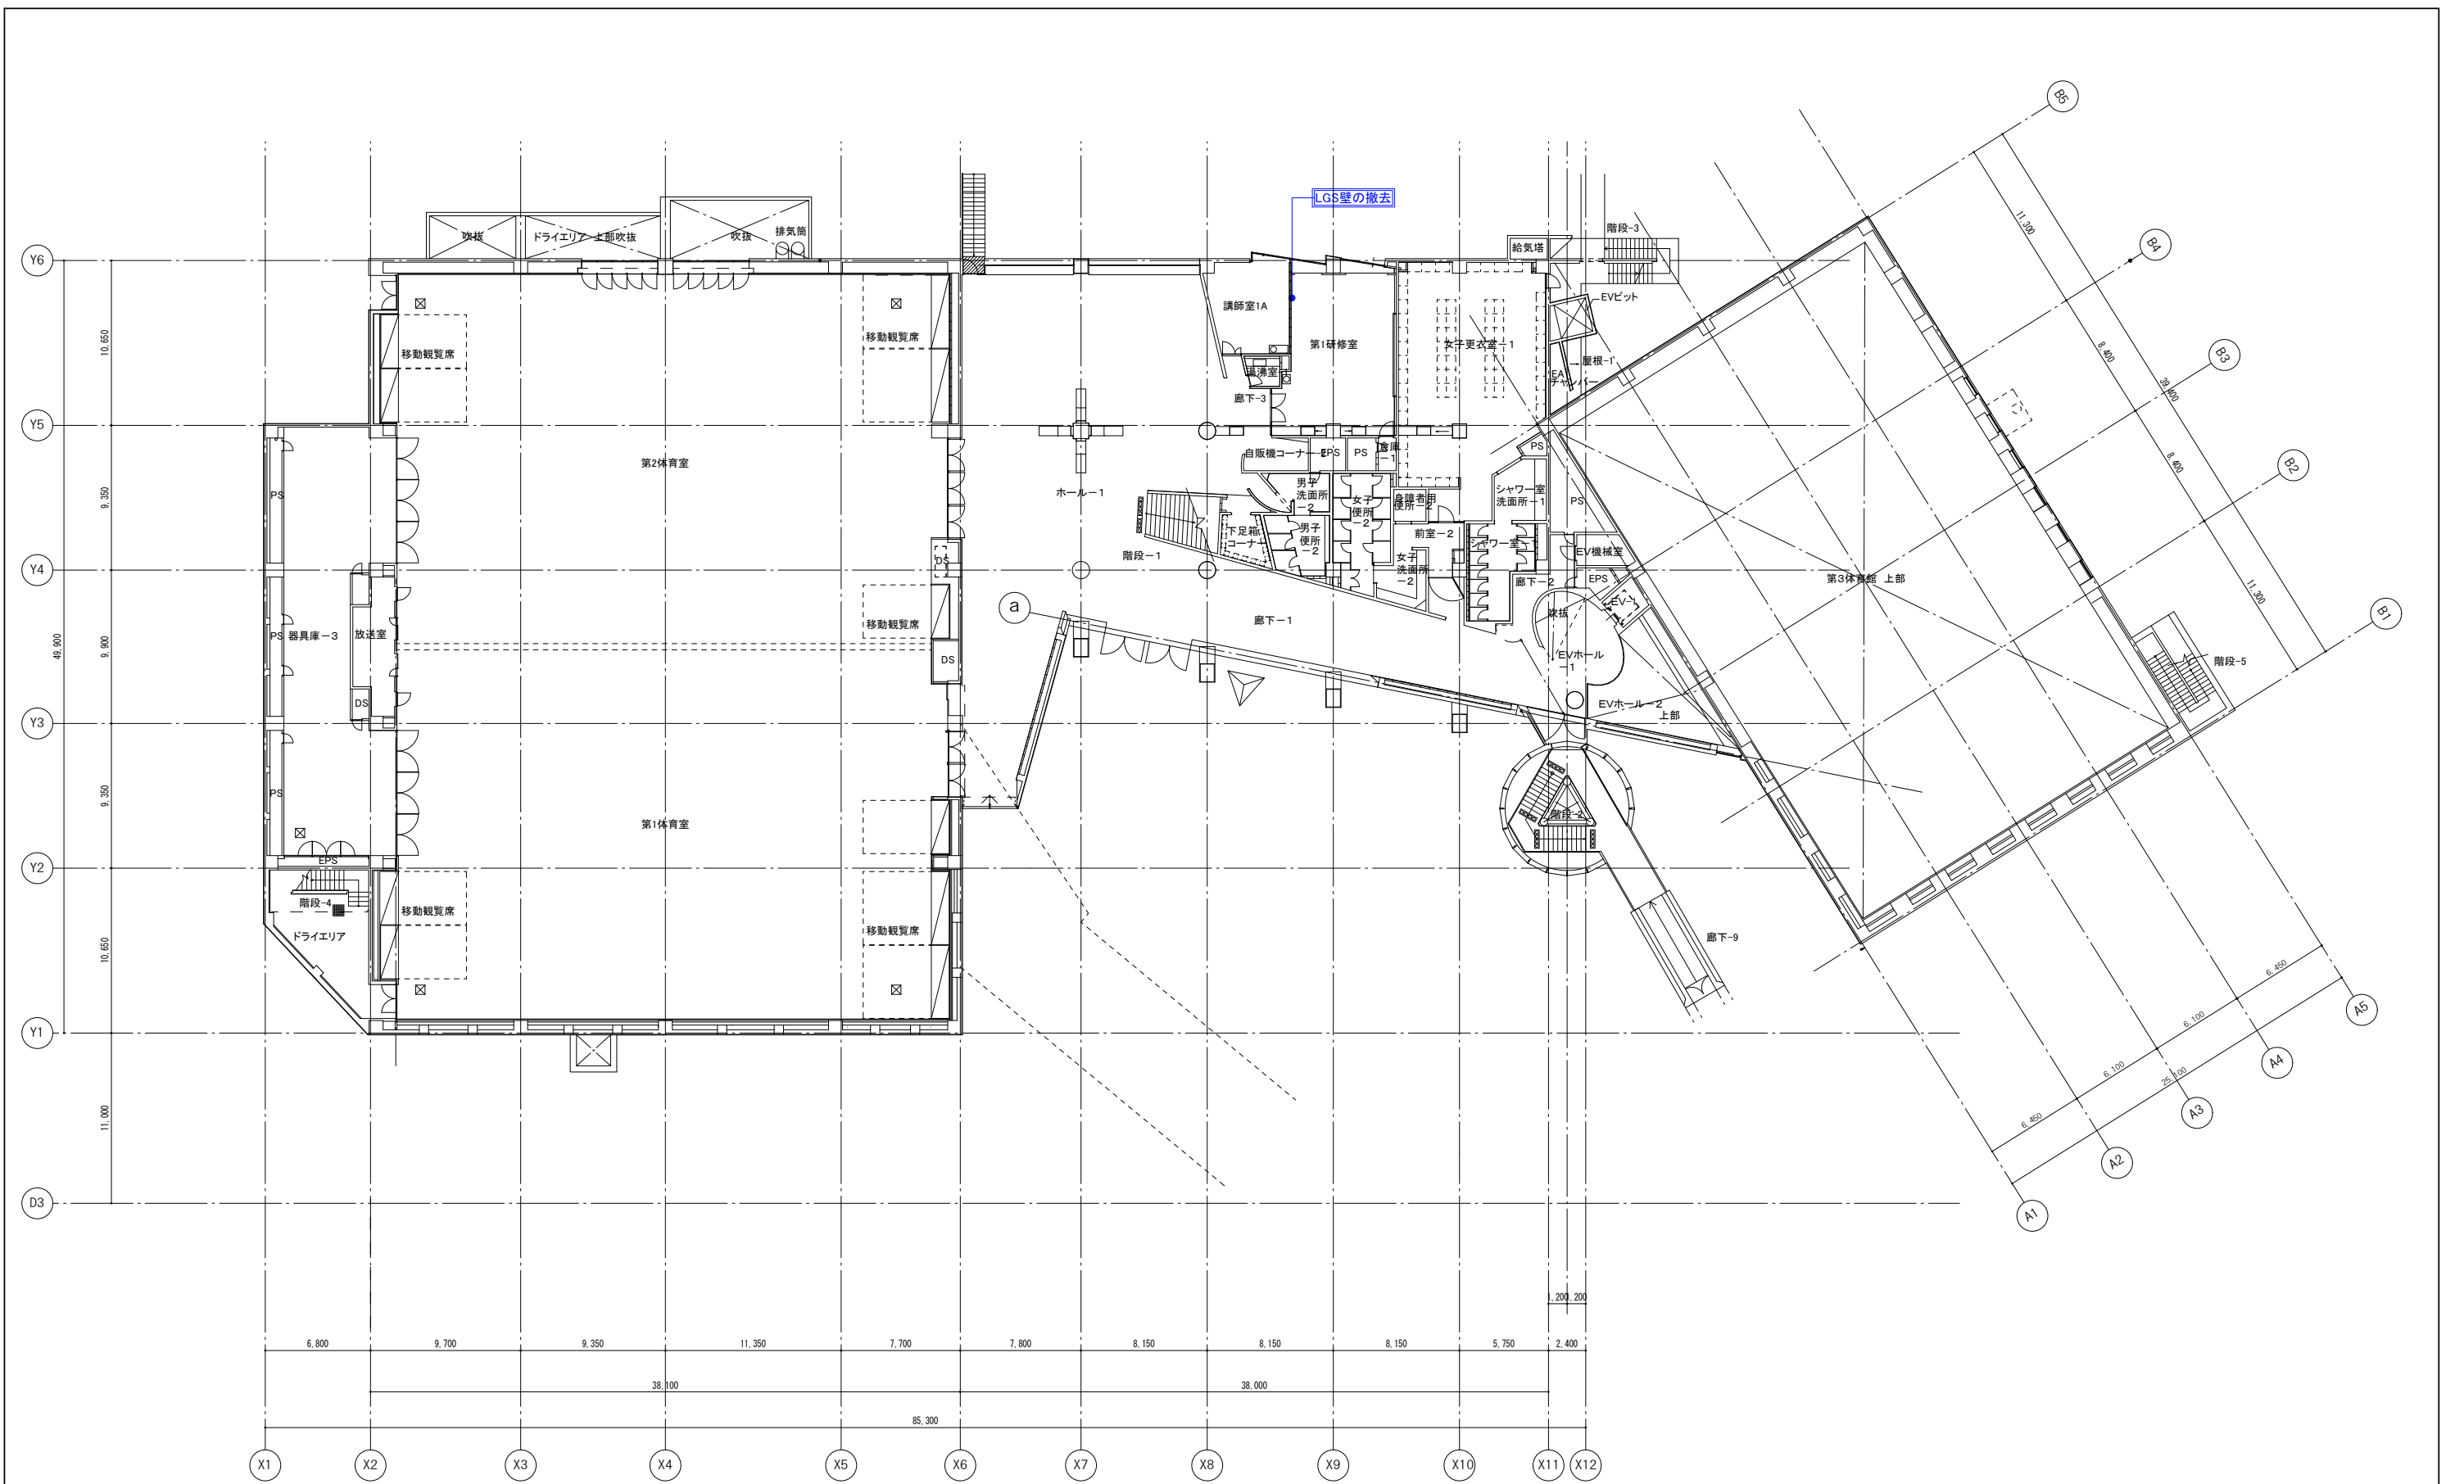 B5
LGS壁の撤去
吹抜
ドライエリア 上部吹抜
吹抜
排気筒
給気塔
階段-3
11,300
B4
Y6
EVピット
講師室1A
10,650
移動観覧席
移動観覧席
第1研修室
女子更衣室－1
屋根-1
EA
チャンバー
8,400
B3
湯沸室
廊下-3
39,400
Y5
第2体育室
自販機コーナー-2
EPS
PS
倉庫
－1
PS
8,400
B2
9,350
PS
ホール－1
男子
洗面所
－2
女子
便所
－2
身障者用
便所－2
シャワー室
洗面所－1
PS
下足箱
コーナー
男子
便所
－2
前室－2
シャワー室－1
階段－1
女子
洗面所
－2
EV機械室
Y4
DS
廊下－2
EPS
第3体育館 上部
11,300
B1
a
EV-1
吹抜
49,900
9,900
PS
器具庫－3
放送室
移動観覧席
廊下－1
DS
EVホール
－1
階段-5
DS
EVホール－2
上部
Y3
9,350
PS
第1体育室
階段-2
EPS
Y2
階段-4
移動観覧席
移動観覧席
ドライエリア
廊下-9
10,650
6,450
A5
Y1
6,100
A4
6,100
25,100
A3
11,000
6,450
A2
D3
A1
1,200
1,200
6,800
9,700
9,350
11,350
7,700
7,800
8,150
8,150
8,150
5,750
2,400
38,100
38,000
85,300
X1
X2
X3
X4
X5
X6
X7
X8
X9
X10
X11
X12